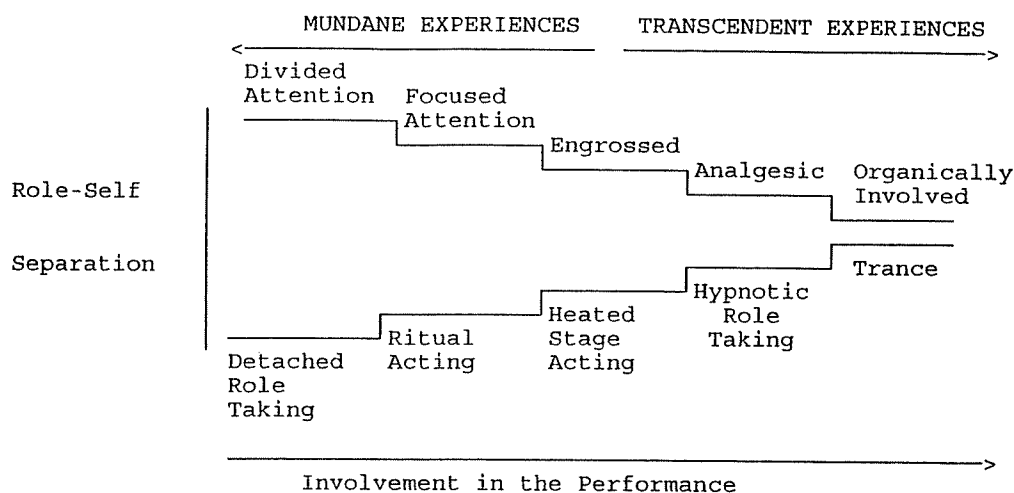 MUNDANE EXPERIENCES TRANSCENDENT EXPERIENCES
Divided
Attention
Focused
Attention
Engrossed
Analgesic
Organically
Involved
Role-Self
Separation
Trance
Hypnotic
Role
Taking
Heated
Stage
Acting
Ritual
Acting
Detached
Role
Taking
Involvement in the Performance